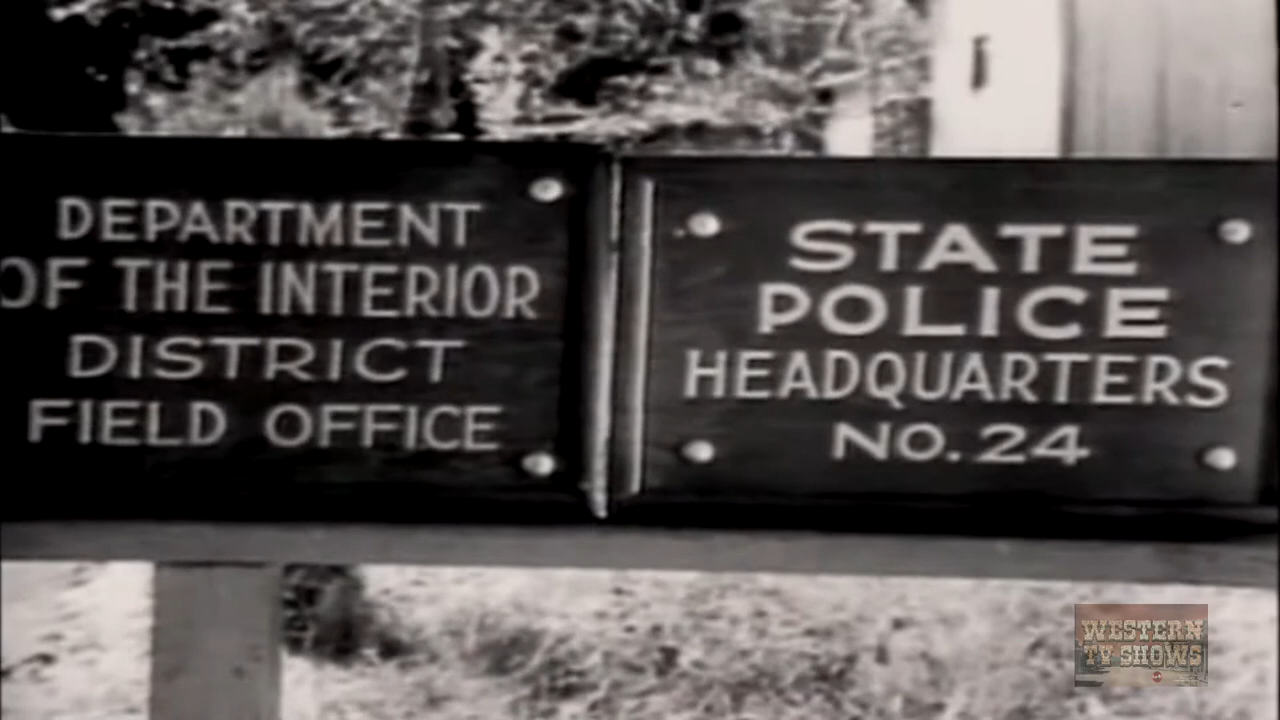 DEPARTMENT
OF THE INTERIOR
DISTRICT
FIELD OFFICE
STATE
POLICE
HEADQUARTERS
NO. 24
WESTERN
TV SHOWS